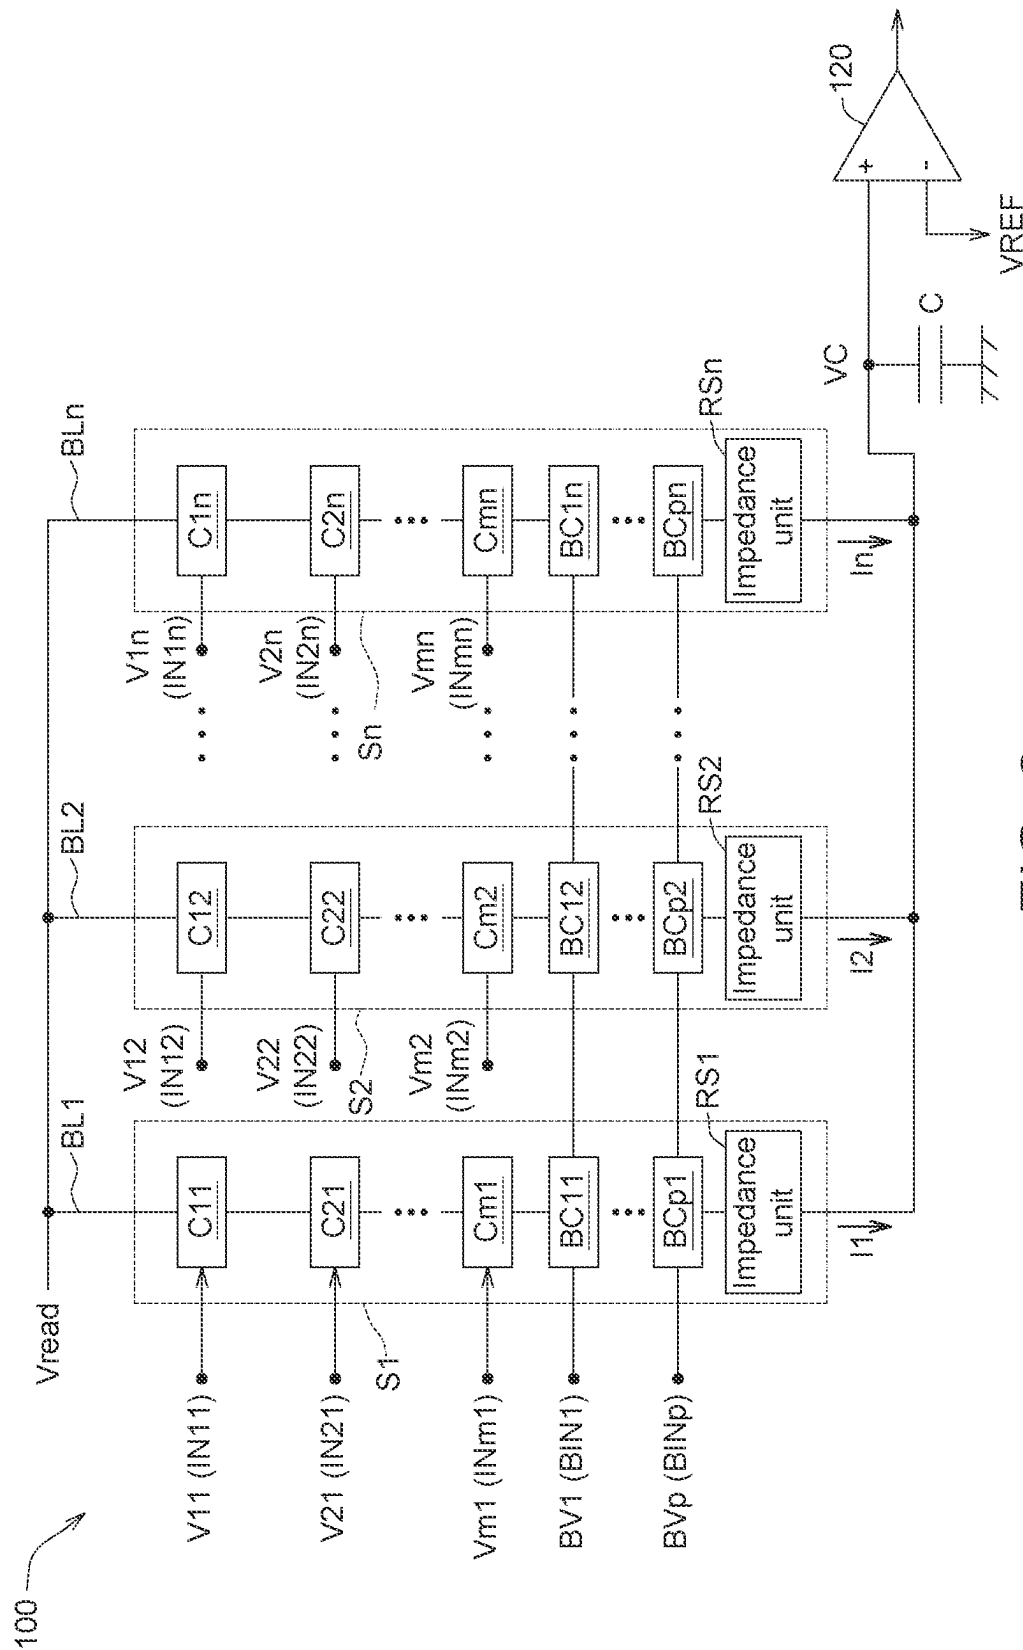 100
Vread
BL1
BL2
BLn
V11 (IN11)
C11
V12
(IN12)
C12
V1n
(IN1n)
C1n
V21 (IN21)
C21
V22
(IN22)
C22
V2n
(IN2n)
C2n
S1
S2
Sn
Vm1 (INm1)
Cm1
Vm2
(INm2)
Cm2
Vmn
(INmn)
Cmn
BV1 (BIN1)
BC11
BC12
BC1n
BVp (BINp)
BCp1
BCp2
BCpn
RS1
RS2
RSn
Impedance
unit
Impedance
unit
Impedance
unit
I1
I2
In
VC
C
120
+
-
VREF